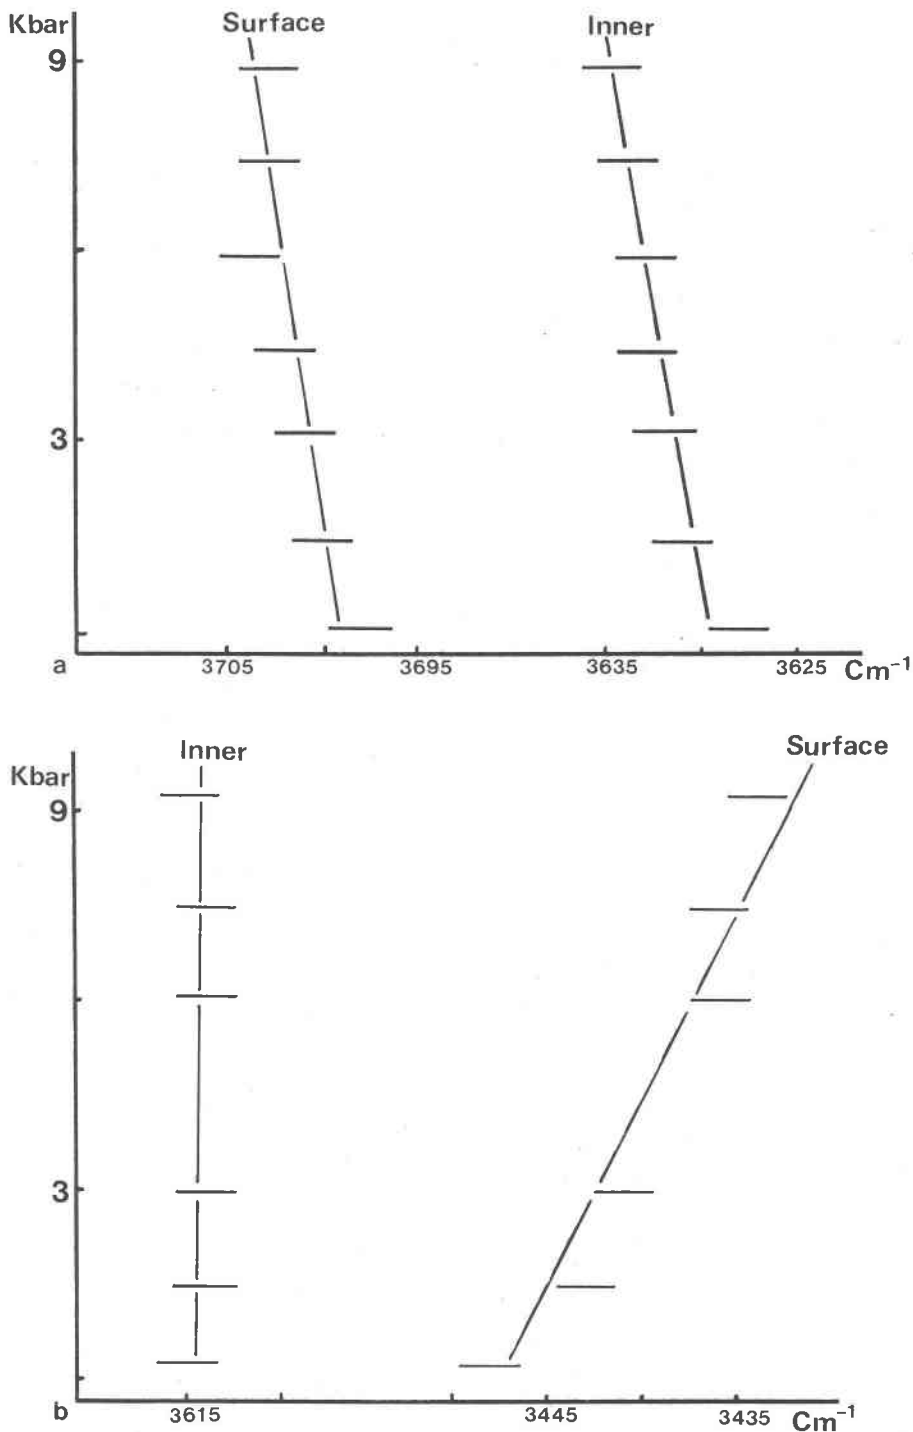 Kbar
Surface
Inner
9
3
a
3705
3695
3635
3625
Cm⁻¹
Inner
Surface
Kbar
9
3
b
3615
3445
3435
Cm⁻¹